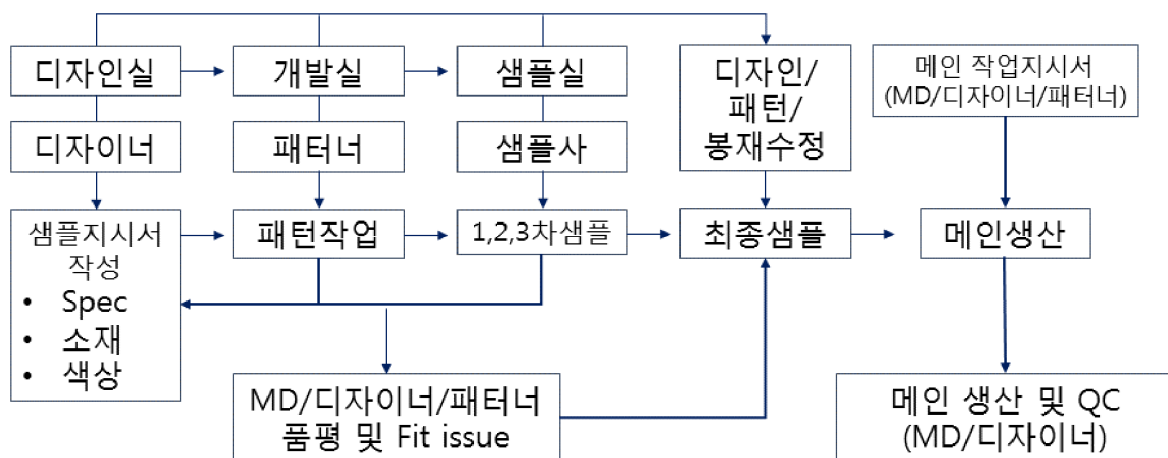 디자인실
개발실
샘플실
디자인/
패턴/
봉재수정
메인 작업지시서
(MD/디자이너/패터너)
디자이너
패터너
샘플사
샘플지시서
작성
• Spec
• 소재
• 색상
패턴작업
1,2,3차샘플
최종샘플
메인생산
MD/디자이너/패터너
품평 및 Fit issue
메인 생산 및 QC
(MD/디자이너)